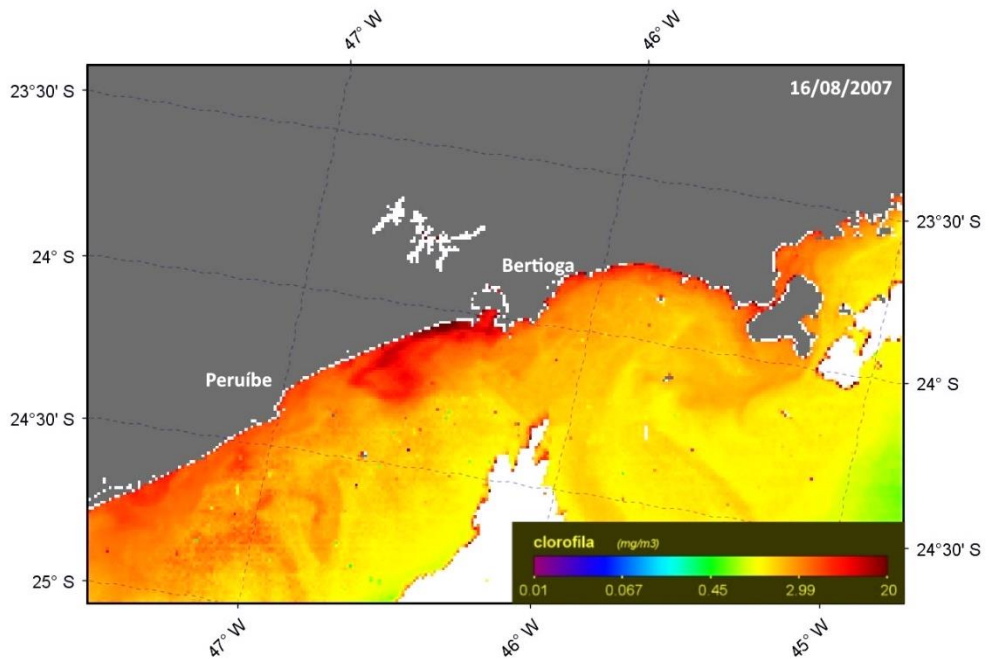 47° W
46° W
16/08/2007
23°30' S
23°30' S
24° S
Bertioga
Peruíbe
24° S
24°30' S
clorofila (mg/m3)
24°30' S
25° S
0.01 0.067 0.45 2.99 20
47° W
46° W
45° W